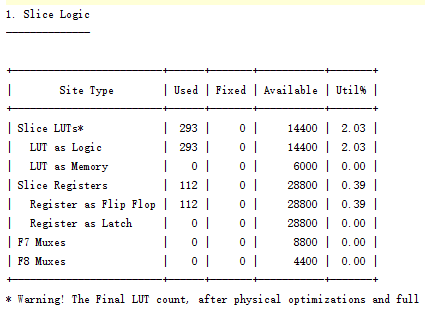 1. Slice Logic
--------------
+----------------------------+------+-------+-----------+-------+
| Site Type | Used | Fixed | Available | Util% |
+----------------------------+------+-------+-----------+-------+
| Slice LUTs* | 293 | 0 | 14400 | 2.03 |
| LUT as Logic | 293 | 0 | 14400 | 2.03 |
| LUT as Memory | 0 | 0 | 6000 | 0.00 |
| Slice Registers | 112 | 0 | 28800 | 0.39 |
| Register as Flip Flop | 112 | 0 | 28800 | 0.39 |
| Register as Latch | 0 | 0 | 28800 | 0.00 |
| F7 Muxes | 0 | 0 | 8800 | 0.00 |
| F8 Muxes | 0 | 0 | 4400 | 0.00 |
+----------------------------+------+-------+-----------+-------+
* Warning! The Final LUT count, after physical optimizations and full